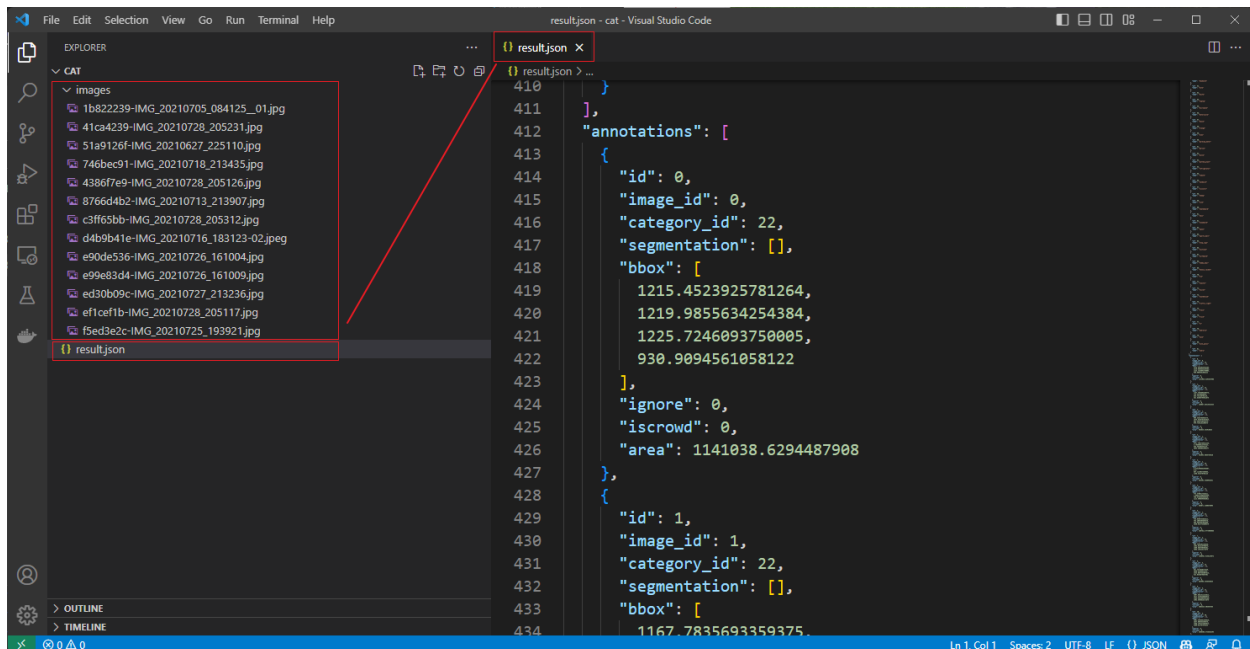 File Edit Selection View Go Run Terminal Help
result.json - cat - Visual Studio Code
EXPLORER
CAT
images
1b822239-IMG_20210705_084125__01.jpg
41ca4239-IMG_20210728_205231.jpg
51a9126f-IMG_20210627_225110.jpg
746bec91-IMG_20210718_213435.jpg
4386f7e9-IMG_20210728_205126.jpg
8766d4b2-IMG_20210713_213907.jpg
c3ff65bb-IMG_20210728_205312.jpg
d4b9b41e-IMG_20210716_183123-02.jpeg
e90de536-IMG_20210726_161004.jpg
e99e83d4-IMG_20210726_161009.jpg
ed30b09c-IMG_20210727_213236.jpg
ef1cef1b-IMG_20210728_205117.jpg
f5ed3e2c-IMG_20210725_193921.jpg
{} result.json
OUTLINE
TIMELINE
{} result.json ×
{} result.json > ...
410 }
411 ],
412 "annotations": [
413 {
414 "id": 0,
415 "image_id": 0,
416 "category_id": 22,
417 "segmentation": [],
418 "bbox": [
419 1215.4523925781264,
420 1219.9855634254384,
421 1225.7246093750005,
422 930.9094561058122
423 ],
424 "ignore": 0,
425 "iscrowd": 0,
426 "area": 1141038.6294487908
427 },
428 {
429 "id": 1,
430 "image_id": 1,
431 "category_id": 22,
432 "segmentation": [],
433 "bbox": [
434 1167.7835693359375,
0 0 Ln 1, Col 1 Spaces: 2 UTF-8 LF {} JSON